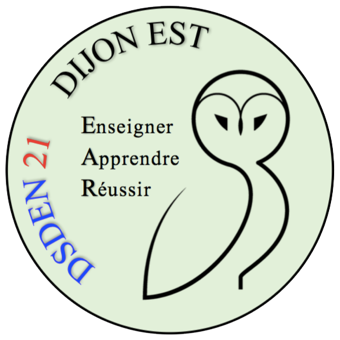 DIJON EST
Enseigner
Apprendre
Réussir
DSDEN 21